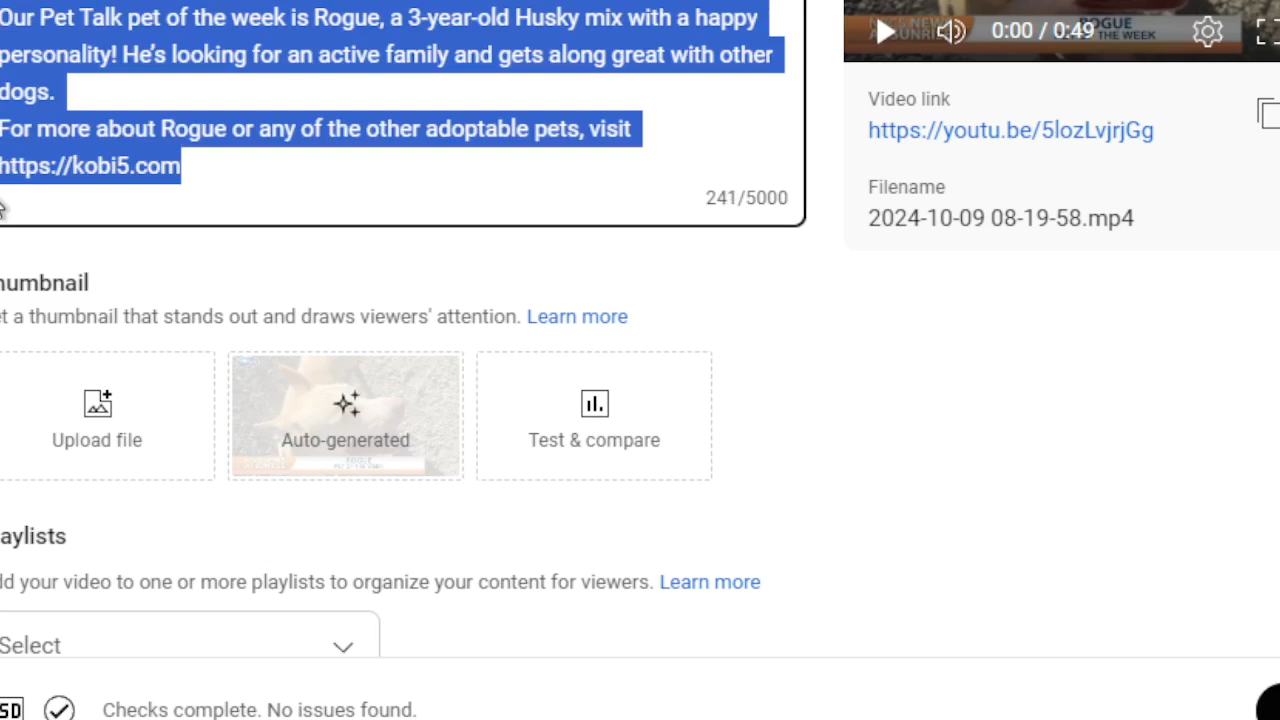 Our Pet Talk pet of the week is Rogue, a 3-year-old Husky mix with a happy
personality! He's looking for an active family and gets along great with other
dogs.
For more about Rogue or any of the other adoptable pets, visit
https://kobi5.com
241/5000
0:00 / 0:49
ROGUE
THE WEEK
Video link
https://youtu.be/5lozLvjrjGg
Filename
2024-10-09 08-19-58.mp4
humbnail
et a thumbnail that stands out and draws viewers' attention. Learn more
Upload file
Auto-generated
Test & compare
ROGUE
aylists
dd your video to one or more playlists to organize your content for viewers. Learn more
Select
SD
Checks complete. No issues found.